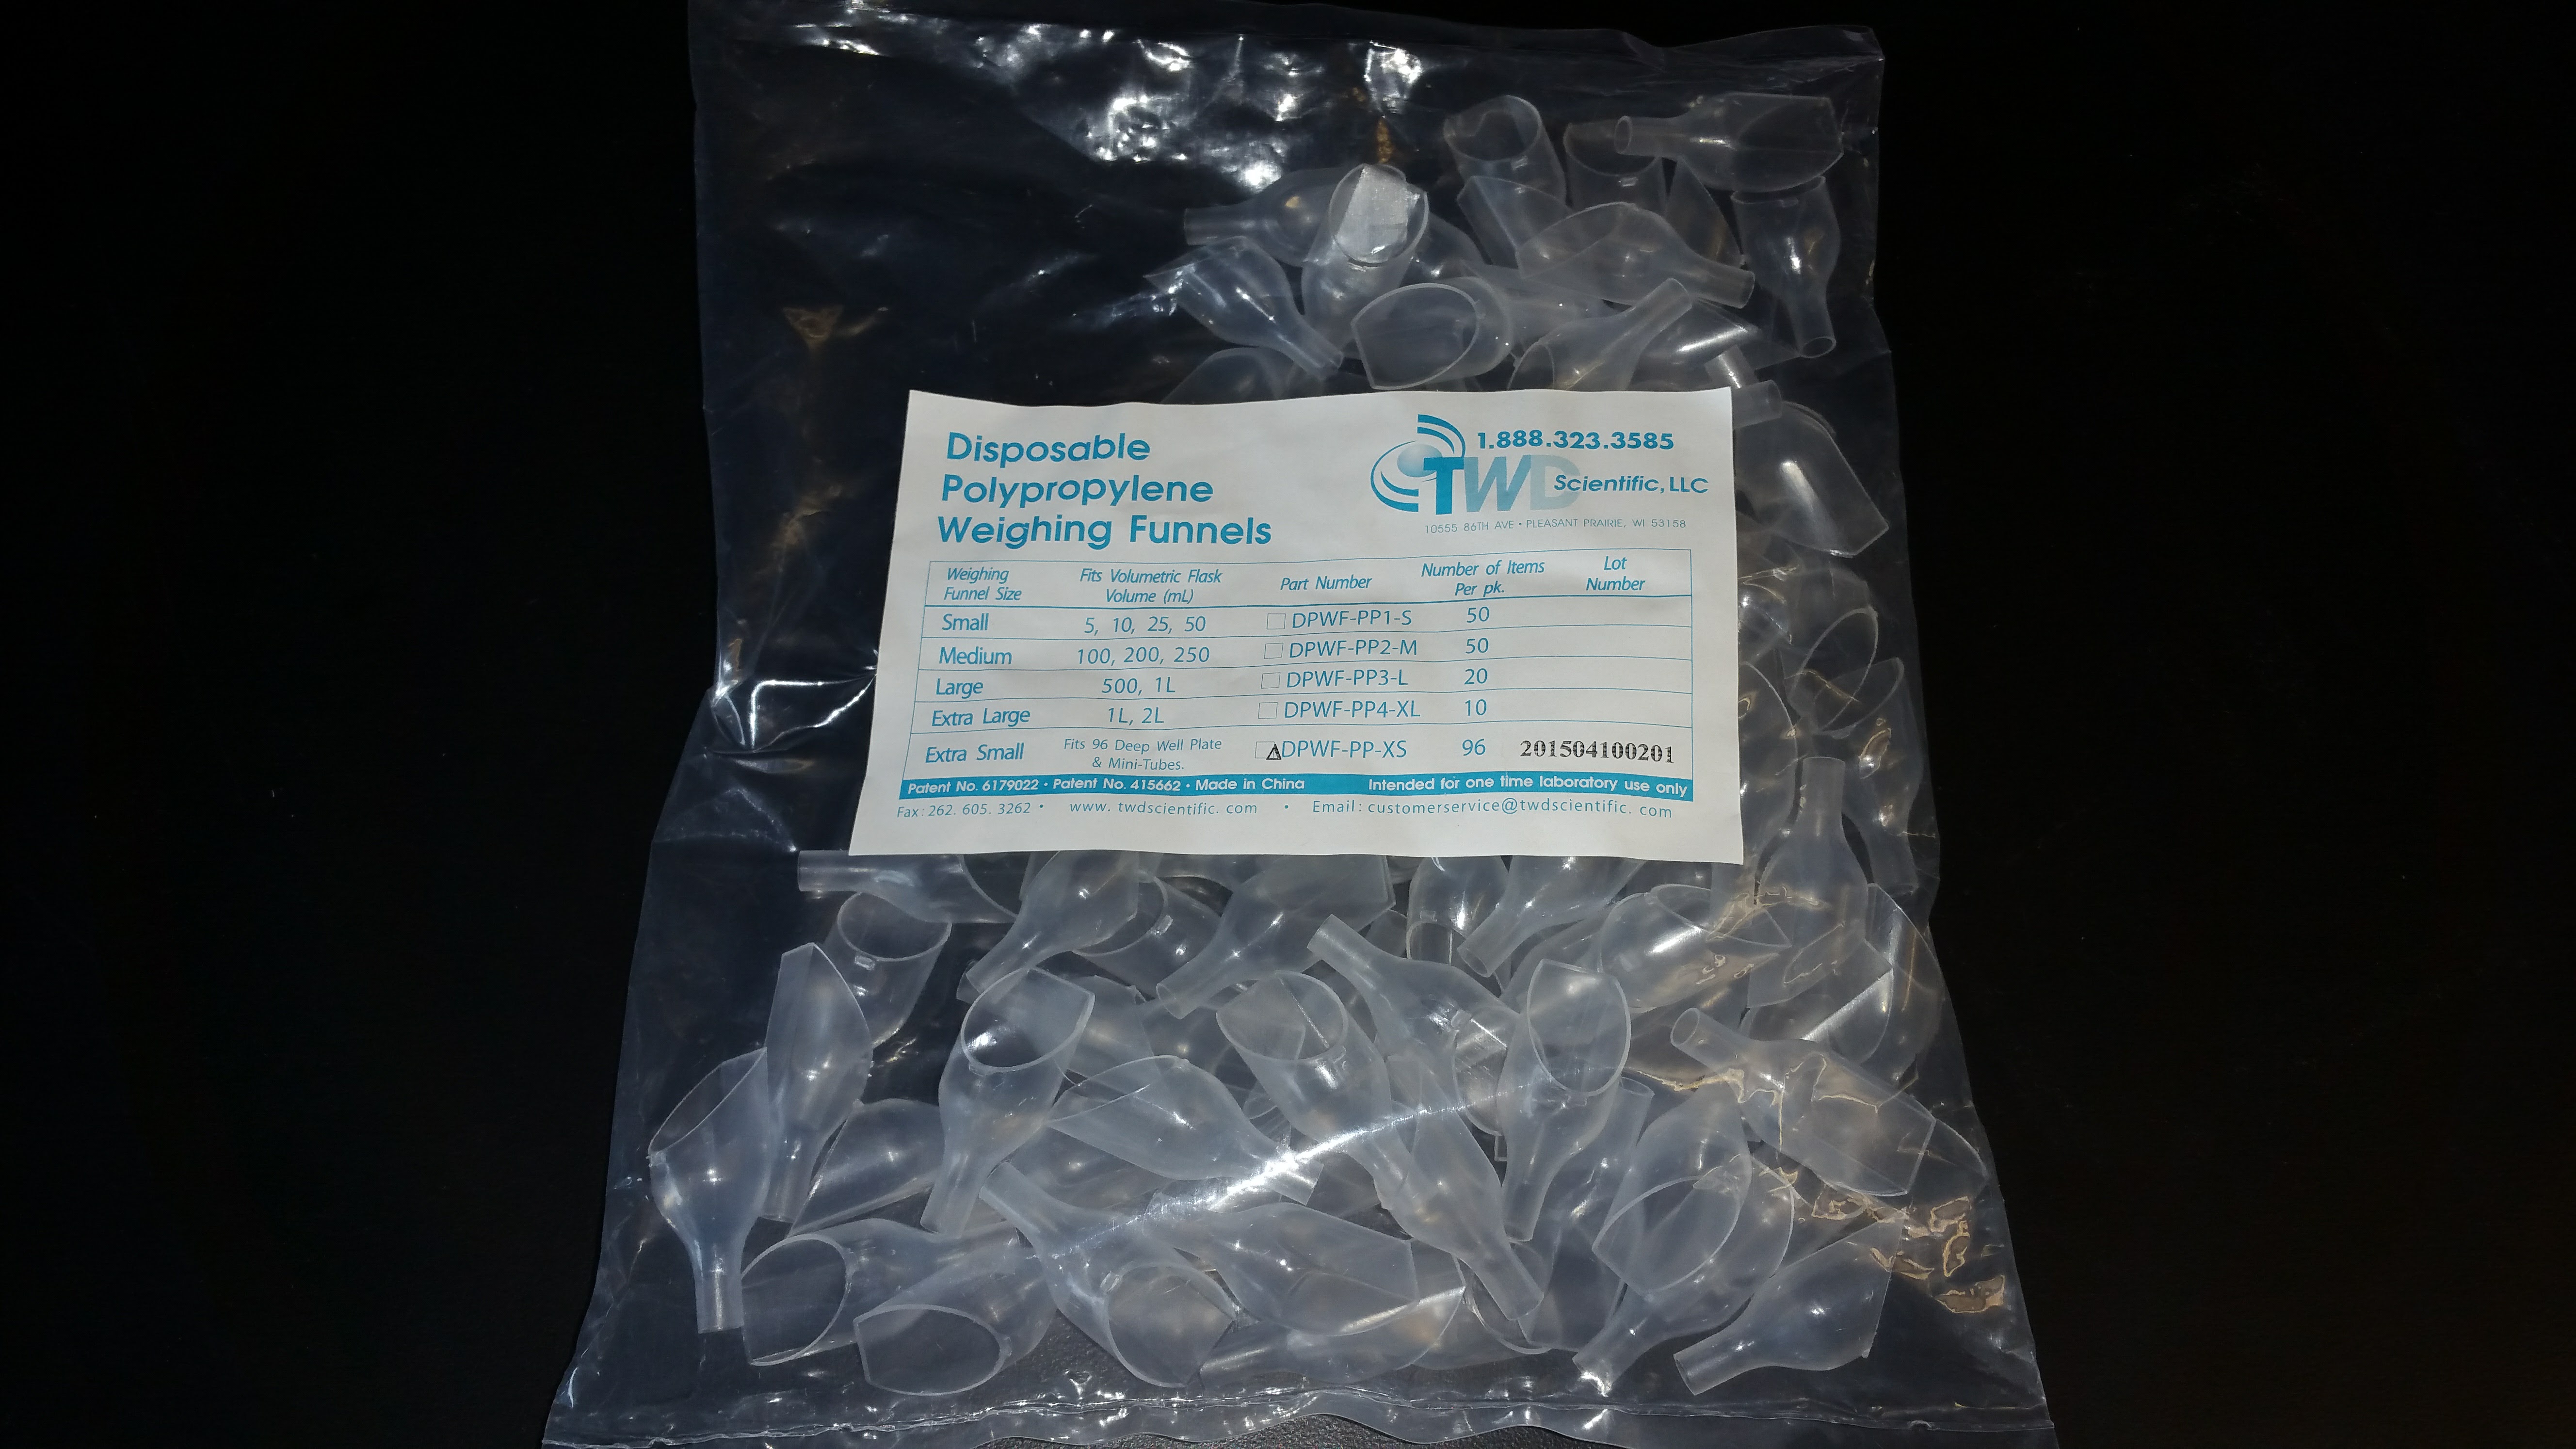 Disposable
Polypropylene
Weighing Funnels
1.888.323.3585
TWD Scientific, LLC
10555 86TH AVE • PLEASANT PRAIRIE, WI 53158
Weighing Funnel Size Fits Volumetric Flask Volume (mL) Part Number Number of Items Per pk. Lot Number
Small 5, 10, 25, 50 DPWF-PP1-S 50
Medium 100, 200, 250 DPWF-PP2-M 50
Large 500, 1L DPWF-PP3-L 20
Extra Large 1L, 2L DPWF-PP4-XL 10
Extra Small Fits 96 Deep Well Plate & Mini-Tubes. DPWF-PP-XS 96 201504100201
Patent No. 6179022 • Patent No. 415662 • Made in China Intended for one time laboratory use only
Fax: 262. 605. 3262 • www. twdscientific. com • Email: customerservice@twdscientific. com